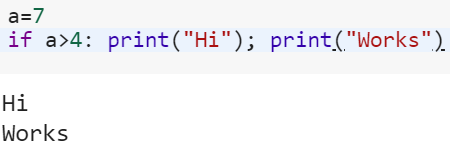 a=7
if a>4: print("Hi"); print("Works")
Hi
Works